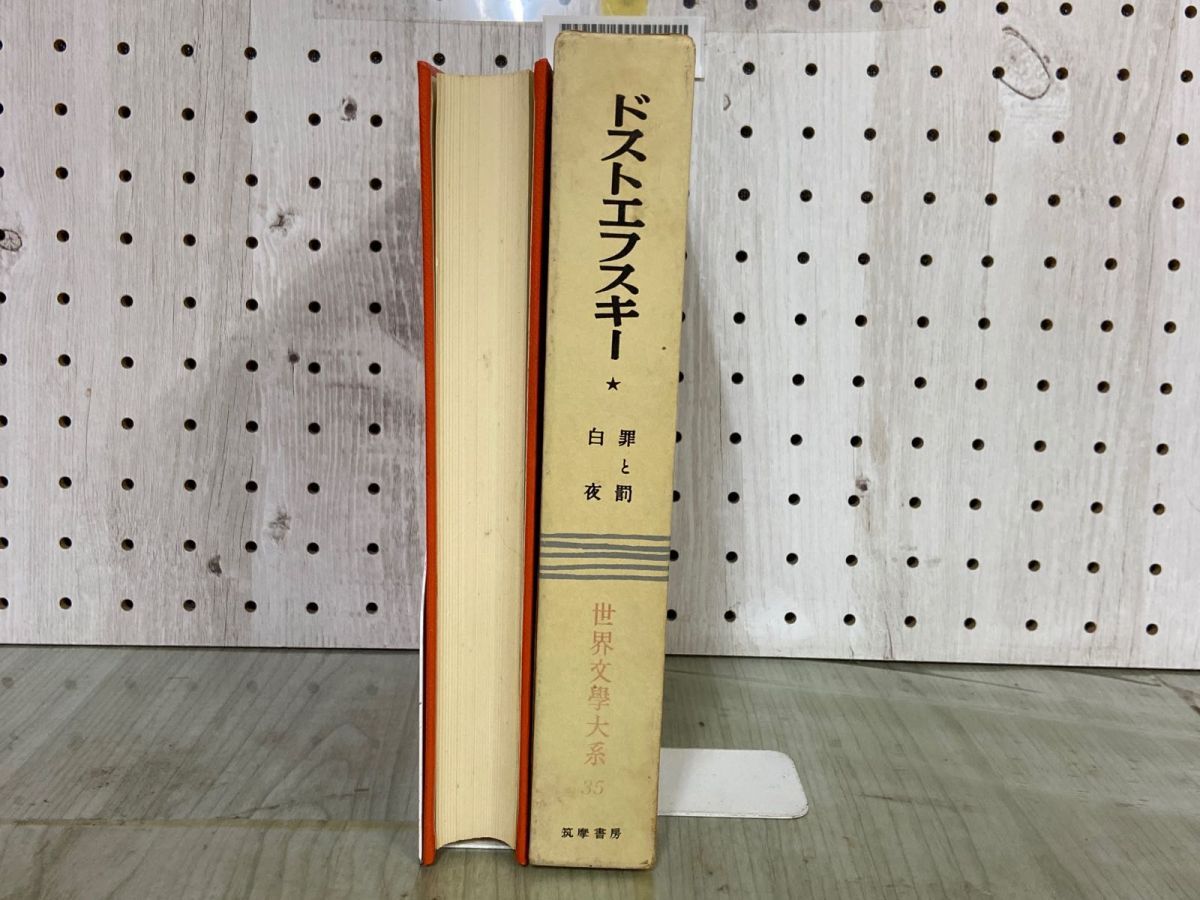 ドストエフスキー
★
罪と罰
白夜
世界文學大系
35
筑摩書房